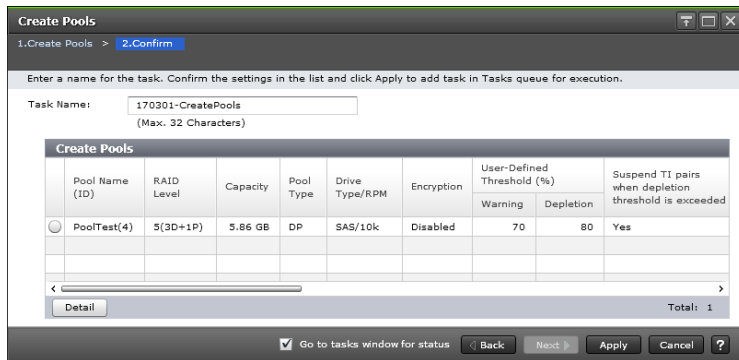 Create Pools
1.Create Pools > 2.Confirm
Enter a name for the task. Confirm the settings in the list and click Apply to add task in Tasks queue for execution.
Task Name: 170301-CreatePools
(Max. 32 Characters)
Create Pools
Pool Name (ID)
RAID Level
Capacity
Pool Type
Drive Type/RPM
Encryption
User-Defined Threshold (%)
Warning
Depletion
Suspend TI pairs when depletion threshold is exceeded
PoolTest(4) 5(3D+1P) 5.86 GB DP SAS/10k Disabled 70 80 Yes
Detail Total: 1
Go to tasks window for status Back Next Apply Cancel ?